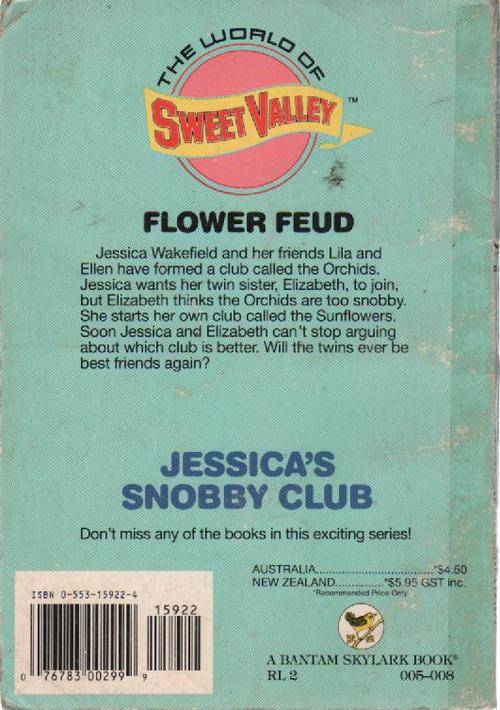 THE WORLD OF
SWEET VALLEY™
FLOWER FEUD
Jessica Wakefield and her friends Lila and
Ellen have formed a club called the Orchids.
Jessica wants her twin sister, Elizabeth, to join,
but Elizabeth thinks the Orchids are too snobby.
She starts her own club called the Sunflowers.
Soon Jessica and Elizabeth can't stop arguing
about which club is better. Will the twins ever be
best friends again?
JESSICA'S
SNOBBY CLUB
Don't miss any of the books in this exciting series!
AUSTRALIA..............................*$4.50
NEW ZEALAND............*$5.95 GST Inc.
*Recommended Price Only
ISBN 0-553-15922-4
15922
0 76783 00299 9
A BANTAM SKYLARK BOOK®
RL 2 005-008